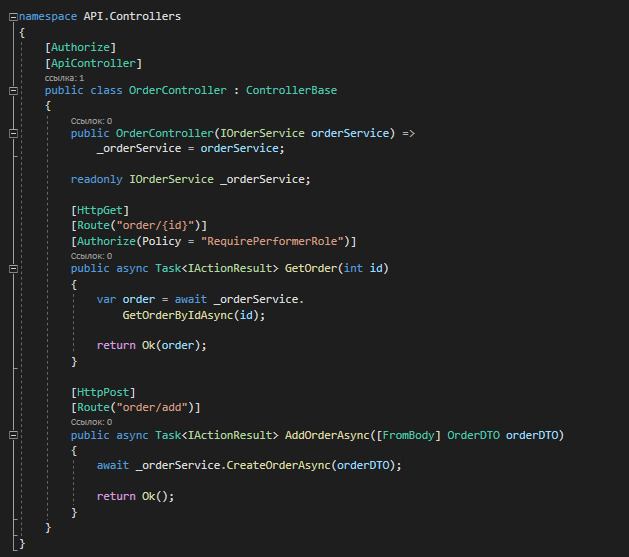 namespace API.Controllers
{
[Authorize]
[ApiController]
ссылка: 1
public class OrderController : ControllerBase
{
Ссылок: 0
public OrderController(IOrderService orderService) =>
_orderService = orderService;
readonly IOrderService _orderService;
[HttpGet]
[Route("order/{id}")]
[Authorize(Policy = "RequirePerformerRole")]
Ссылок: 0
public async Task<IActionResult> GetOrder(int id)
{
var order = await _orderService.
GetOrderByIdAsync(id);
return Ok(order);
}
[HttpPost]
[Route("order/add")]
Ссылок: 0
public async Task<IActionResult> AddOrderAsync([FromBody] OrderDTO orderDTO)
{
await _orderService.CreateOrderAsync(orderDTO);
return Ok();
}
}
}